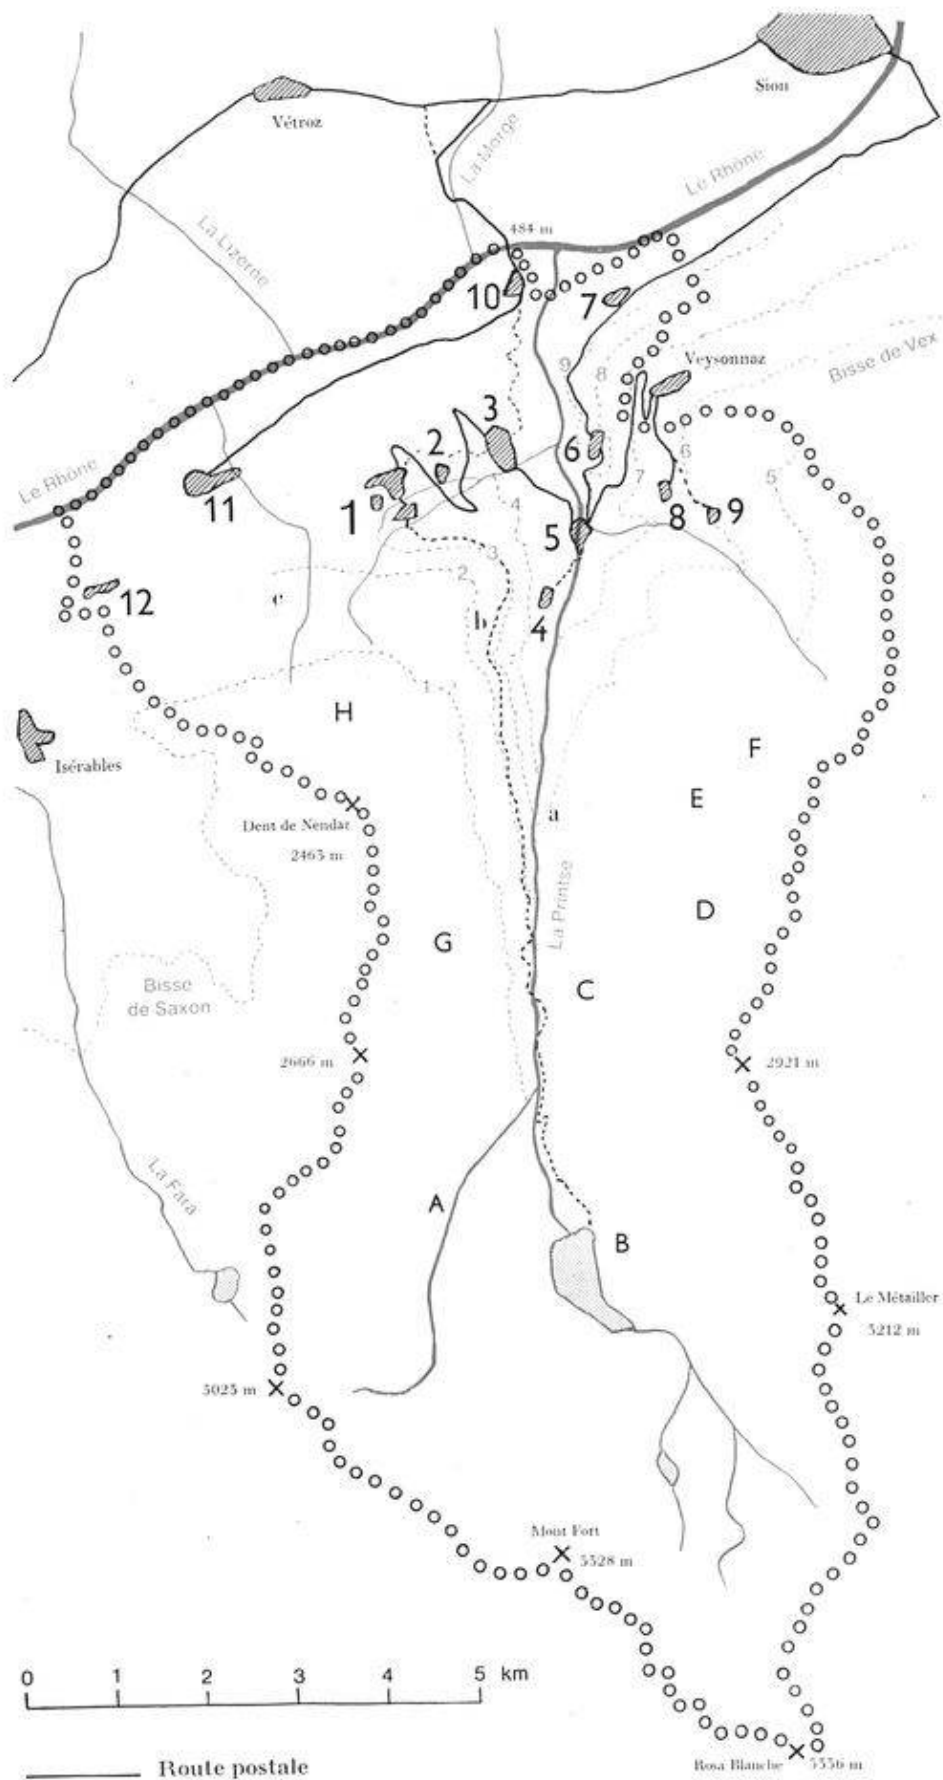 Sion
Vétroz
La Morge
Le Rhône
La Lizerne
484 m
10
7
Veysonnaz
Bisse de Vex
9
8
3
2
6
6
5
Le Rhône
11
1
4
7
8
9
5
3
2
12
c
b
4
1
H
F
Isérables
E
Dent de Nendaz
2463 m
a
La Printse
D
G
C
Bisse
de Saxon
2666 m
2921 m
La Fara
A
B
Le Métailler
3212 m
3023 m
Mont Fort
3328 m
0 1 2 3 4 5 km
Rosa Blanche 3336 m
Route postale